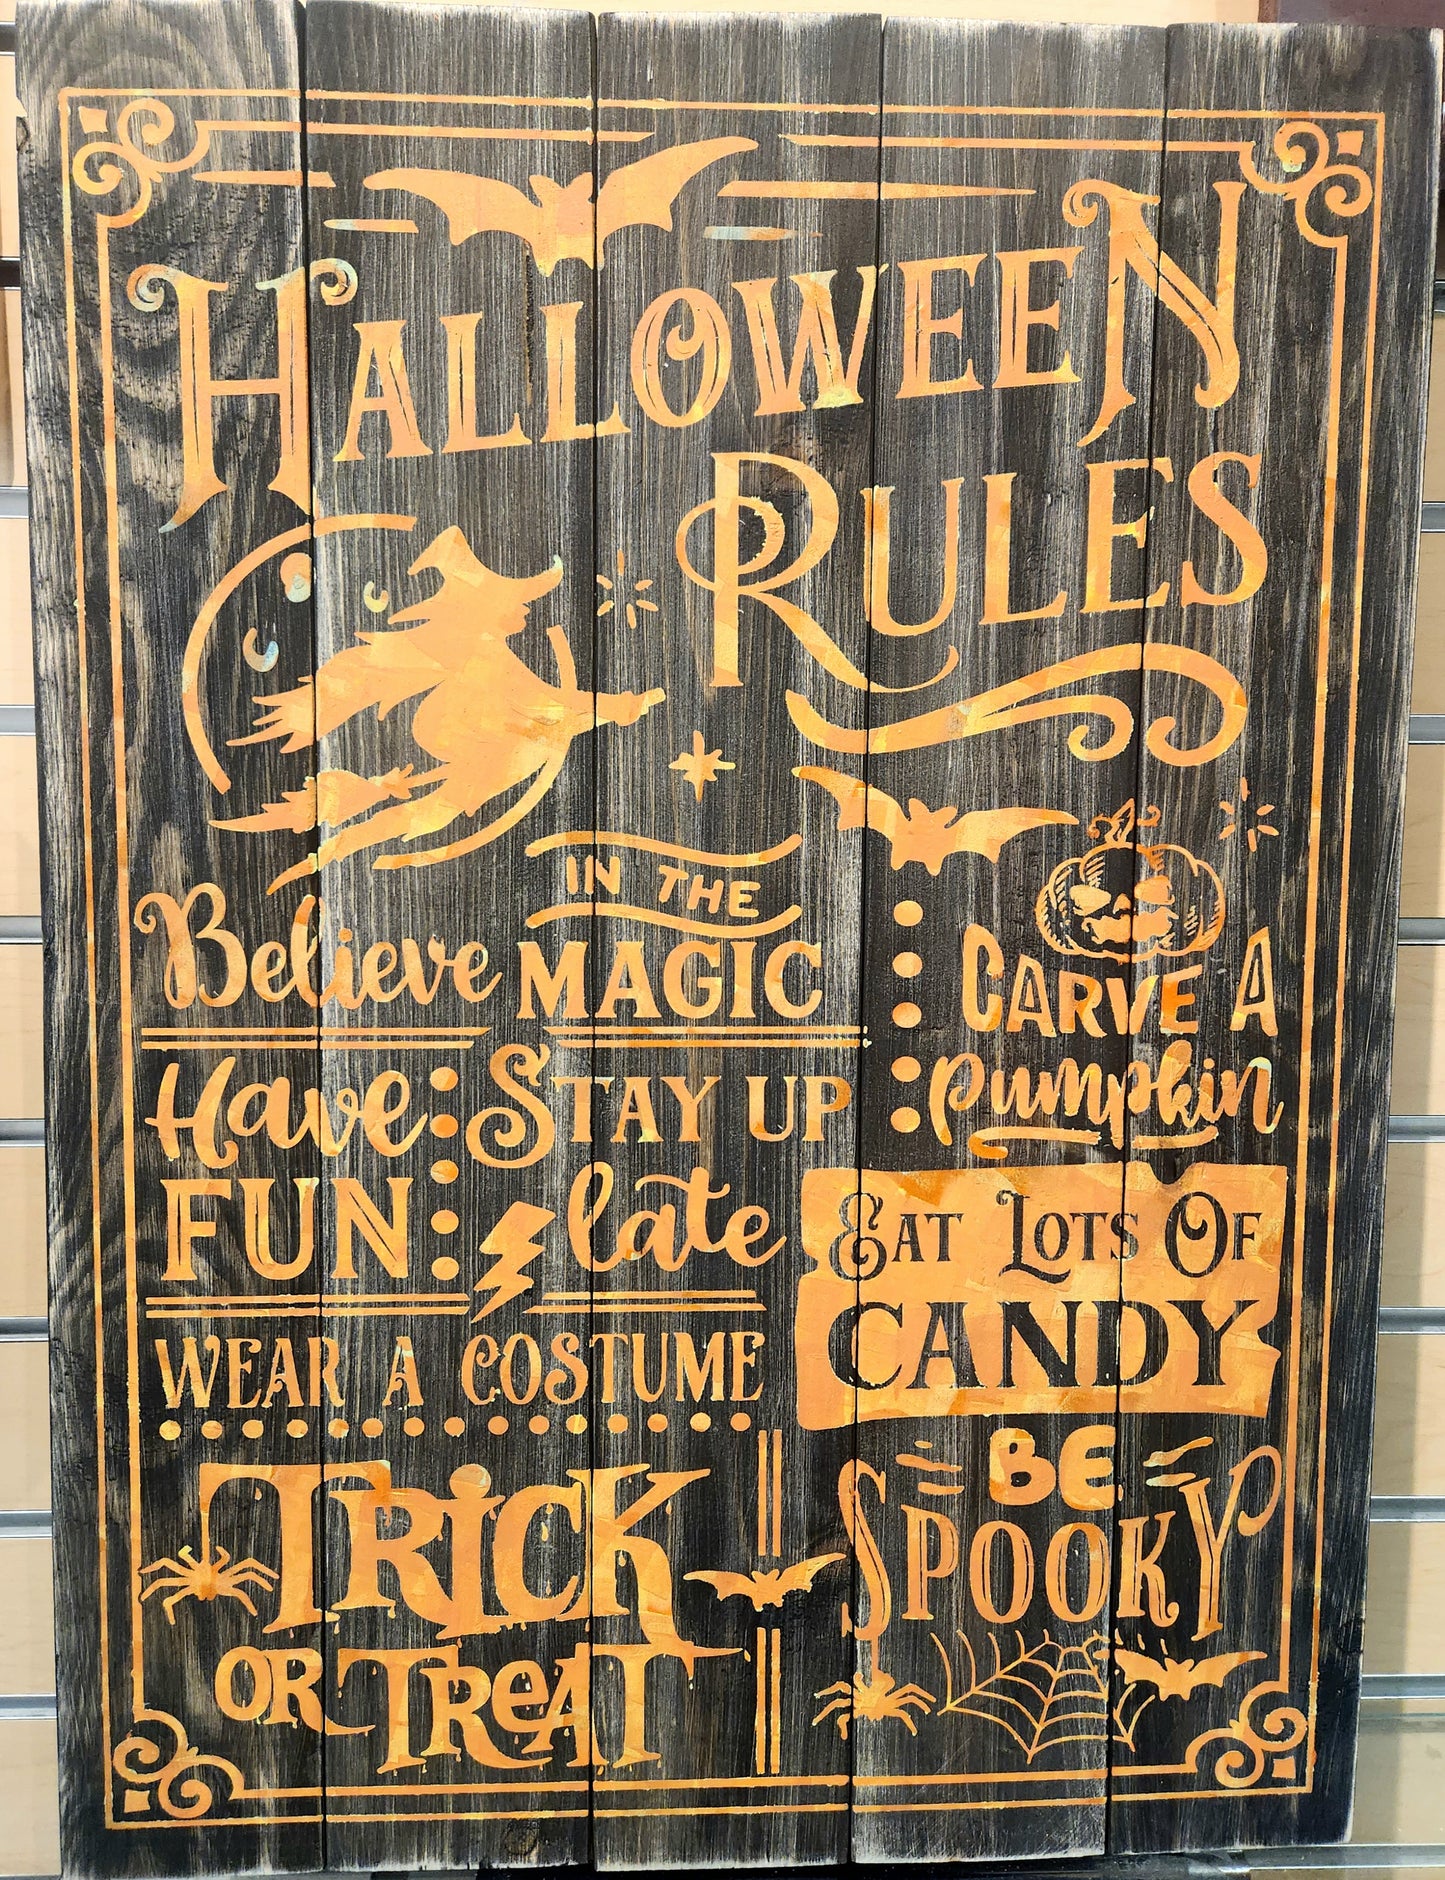 HALLOWEEN
RULES
Believe
IN THE
MAGIC
CARVE A
Pumpkin
Have
FUN
STAY UP
late
EAT LOTS OF
CANDY
WEAR A COSTUME
TRICK
OR TReAT
BE
SPOOKY